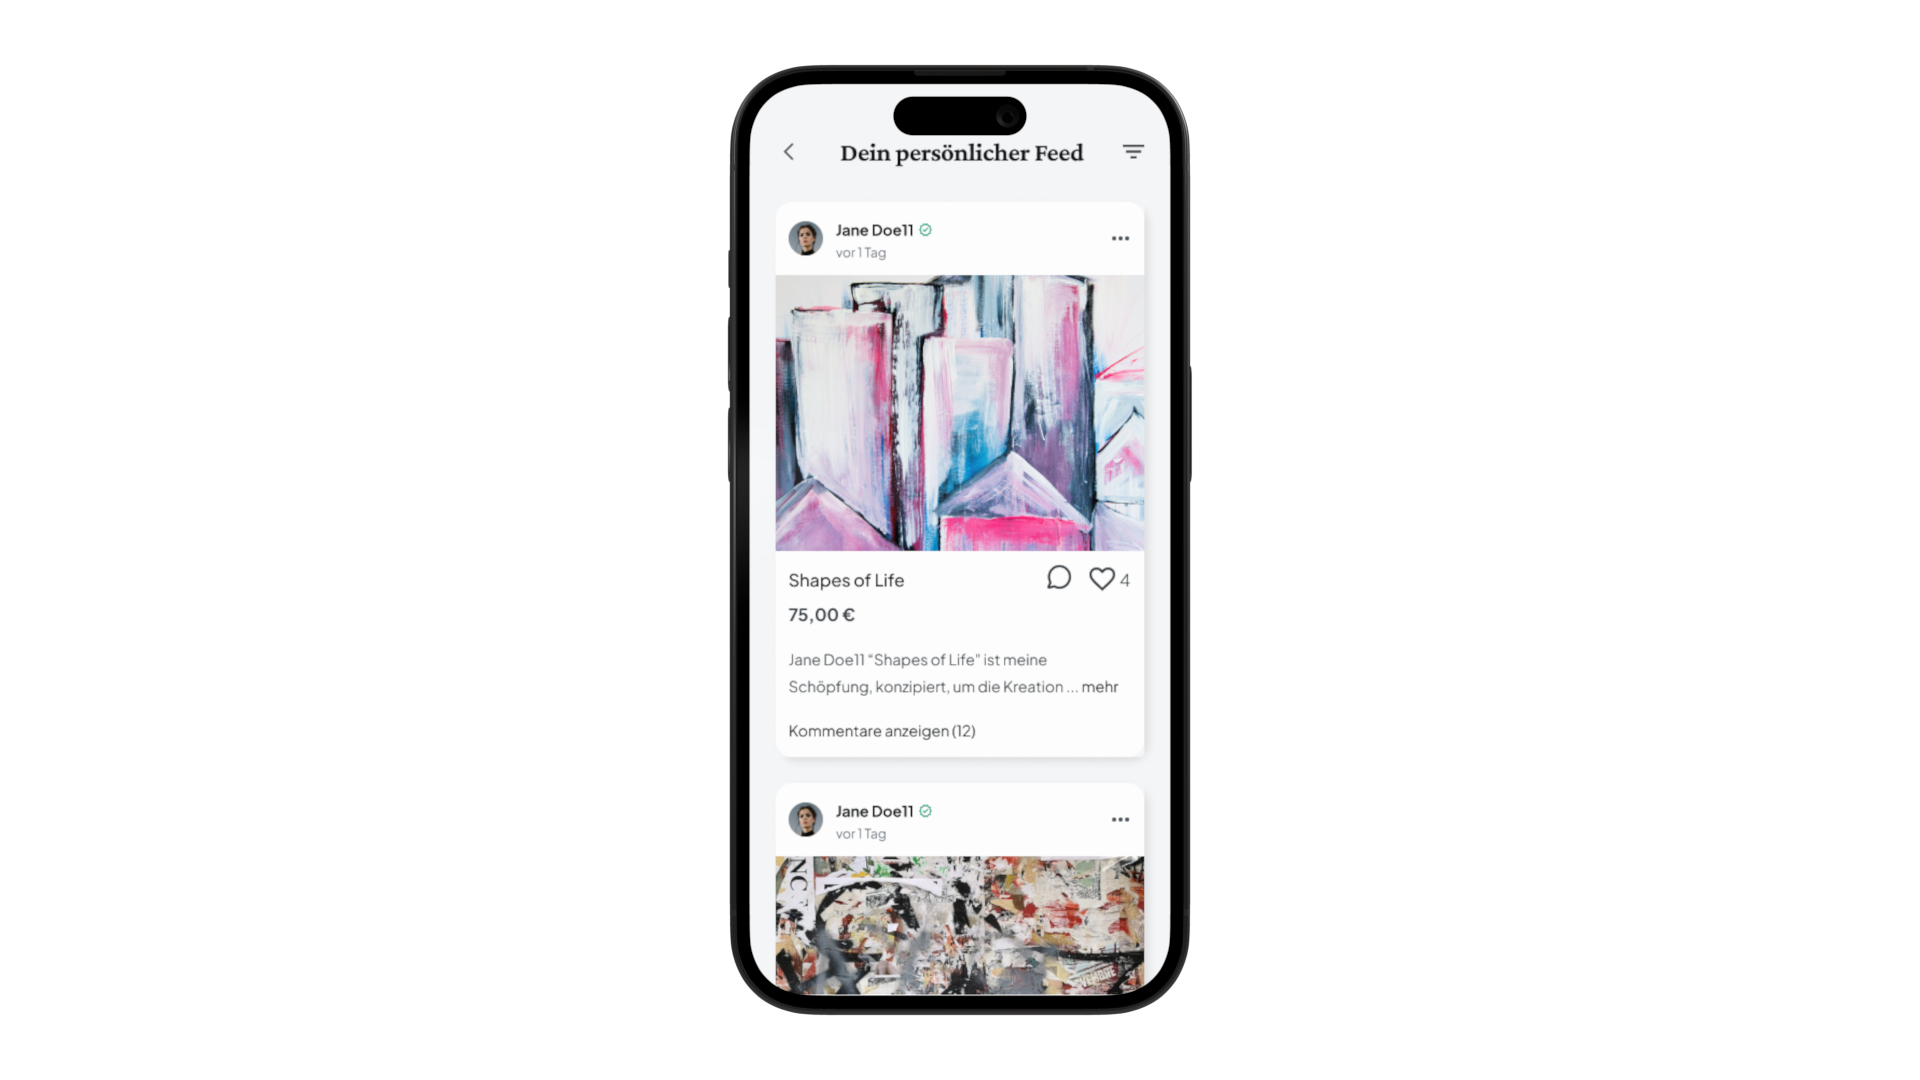 Dein persönlicher Feed
Jane Doe11
vor 1 Tag
Shapes of Life
4
75,00 €
Jane Doe11 “Shapes of Life” ist meine
Schöpfung, konzipiert, um die Kreation ... mehr
Kommentare anzeigen (12)
Jane Doe11
vor 1 Tag
NC